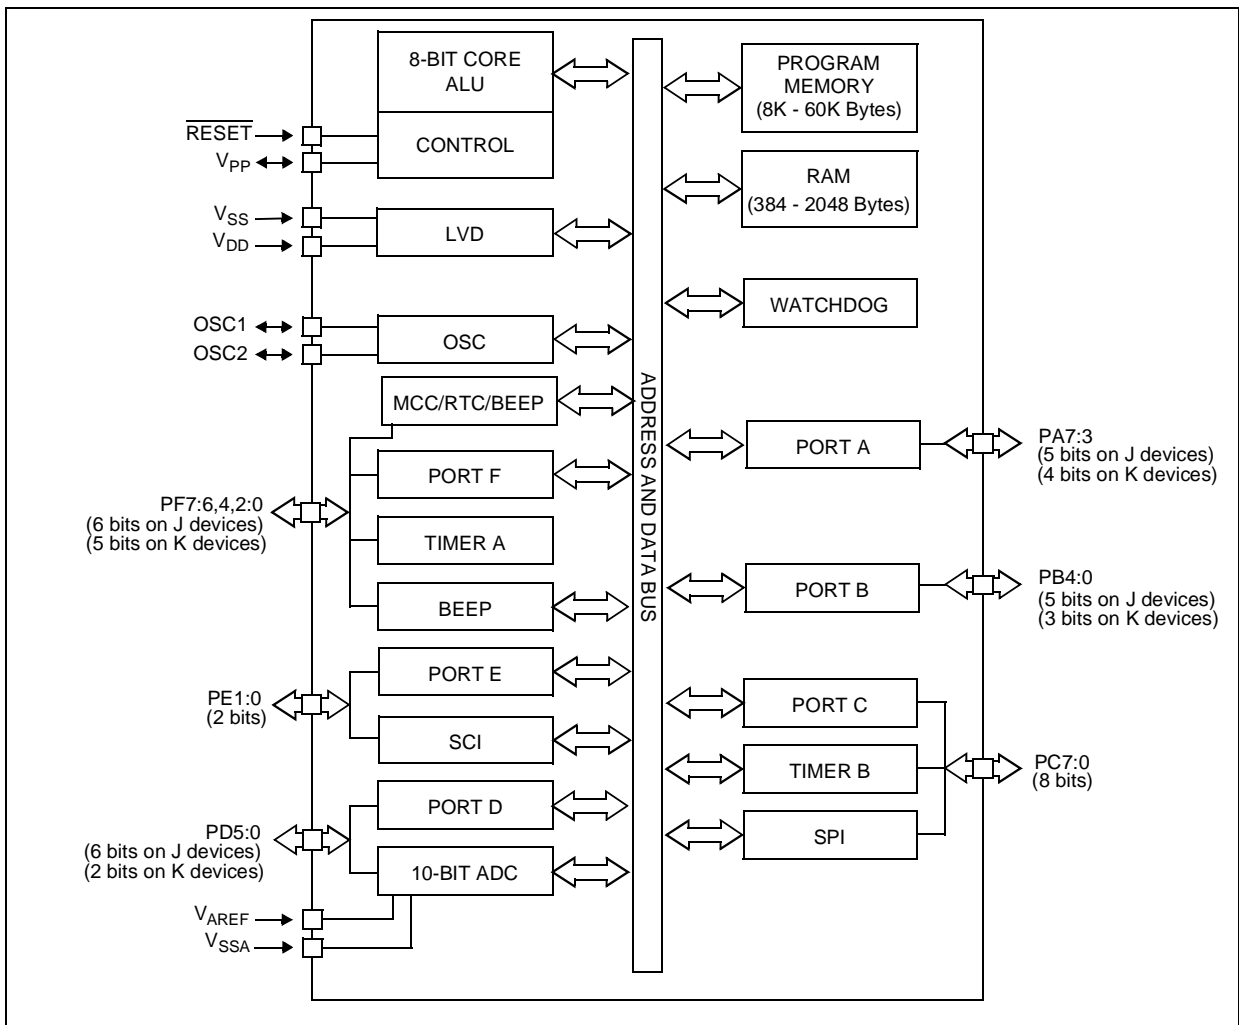 8-BIT CORE
ALU
CONTROL
RESET
VPP
VSS
VDD
LVD
OSC1
OSC2
OSC
MCC/RTC/BEEP
PORT F
PF7:6,4,2:0
(6 bits on J devices)
(5 bits on K devices)
TIMER A
BEEP
PORT E
PE1:0
(2 bits)
SCI
PORT D
PD5:0
(6 bits on J devices)
(2 bits on K devices)
10-BIT ADC
VAREF
VSSA
ADDRESS AND DATA BUS
PROGRAM
MEMORY
(8K - 60K Bytes)
RAM
(384 - 2048 Bytes)
WATCHDOG
PORT A
PA7:3
(5 bits on J devices)
(4 bits on K devices)
PORT B
PB4:0
(5 bits on J devices)
(3 bits on K devices)
PORT C
TIMER B
PC7:0
(8 bits)
SPI